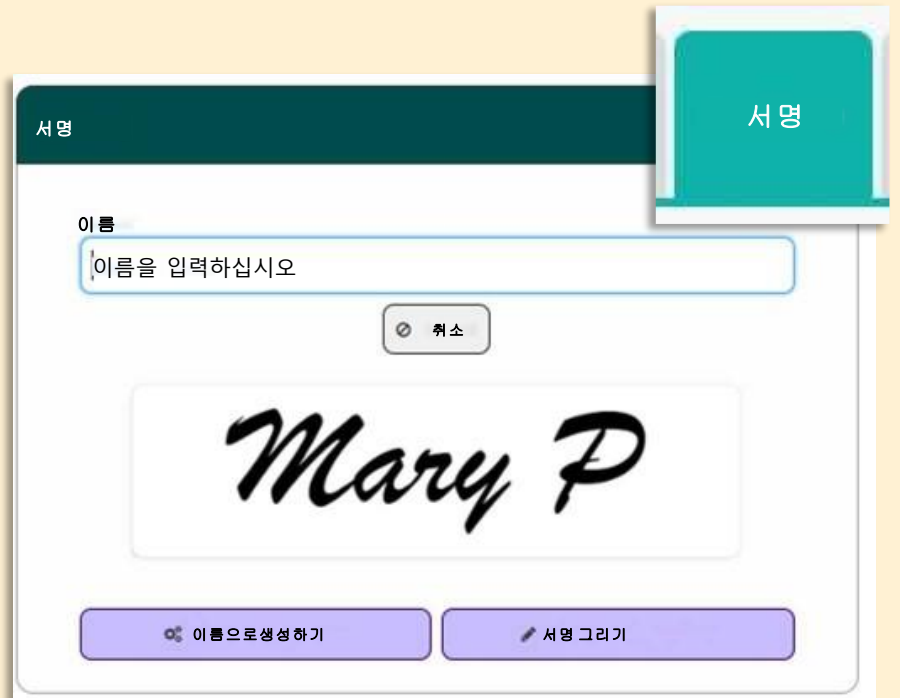 서명
서명
이름
이름을 입력하십시오
취소
Mary P
이름으로생성하기
서명 그리기